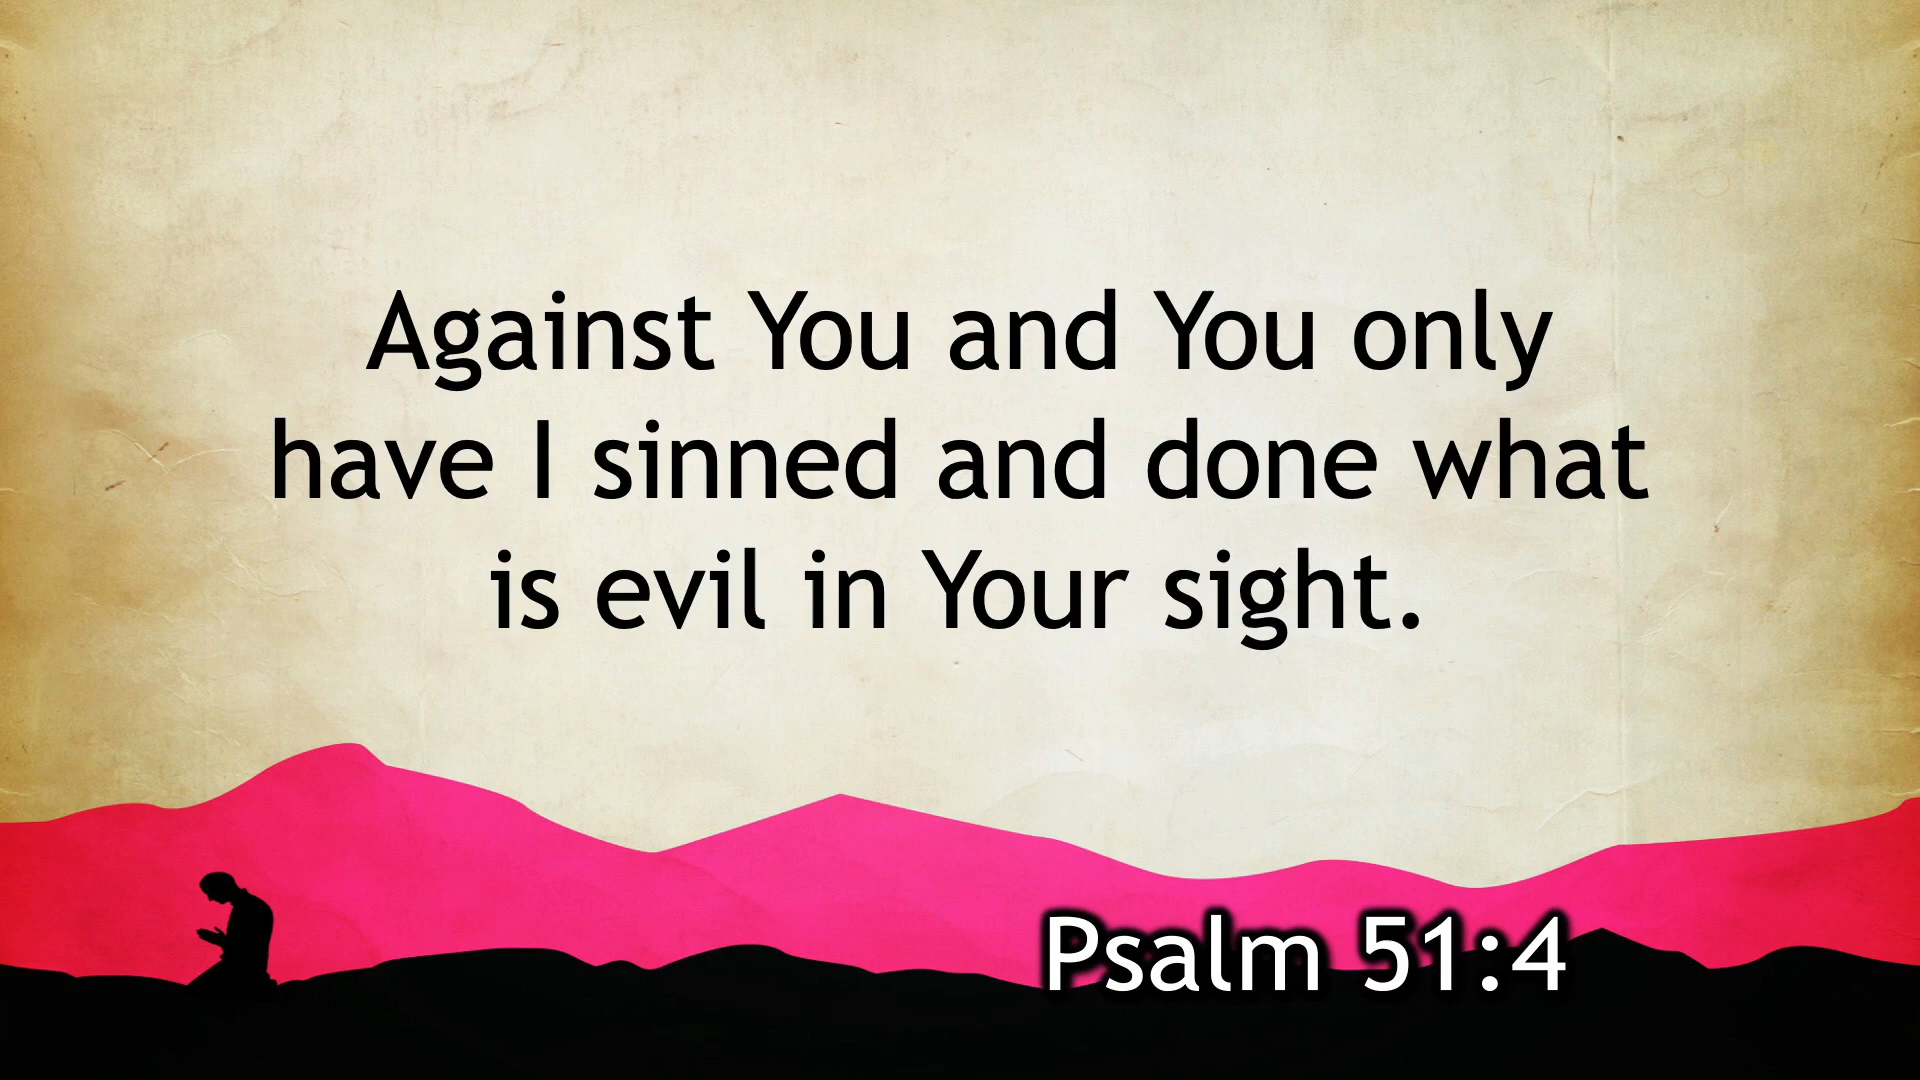 Against You and You only
have I sinned and done what
is evil in Your sight.
Psalm 51:4